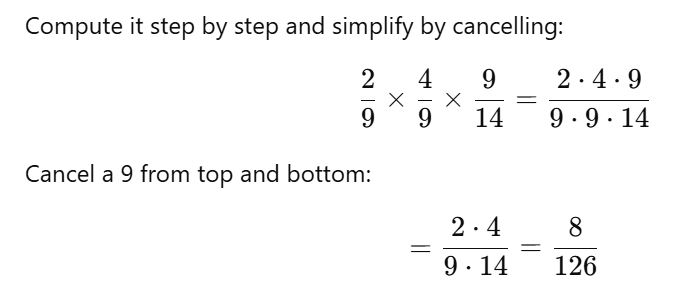 Compute it step by step and simplify by cancelling:
2/9 × 4/9 × 9/14 = 2·4·9/9·9·14
Cancel a 9 from top and bottom:
= 2·4/9·14 = 8/126